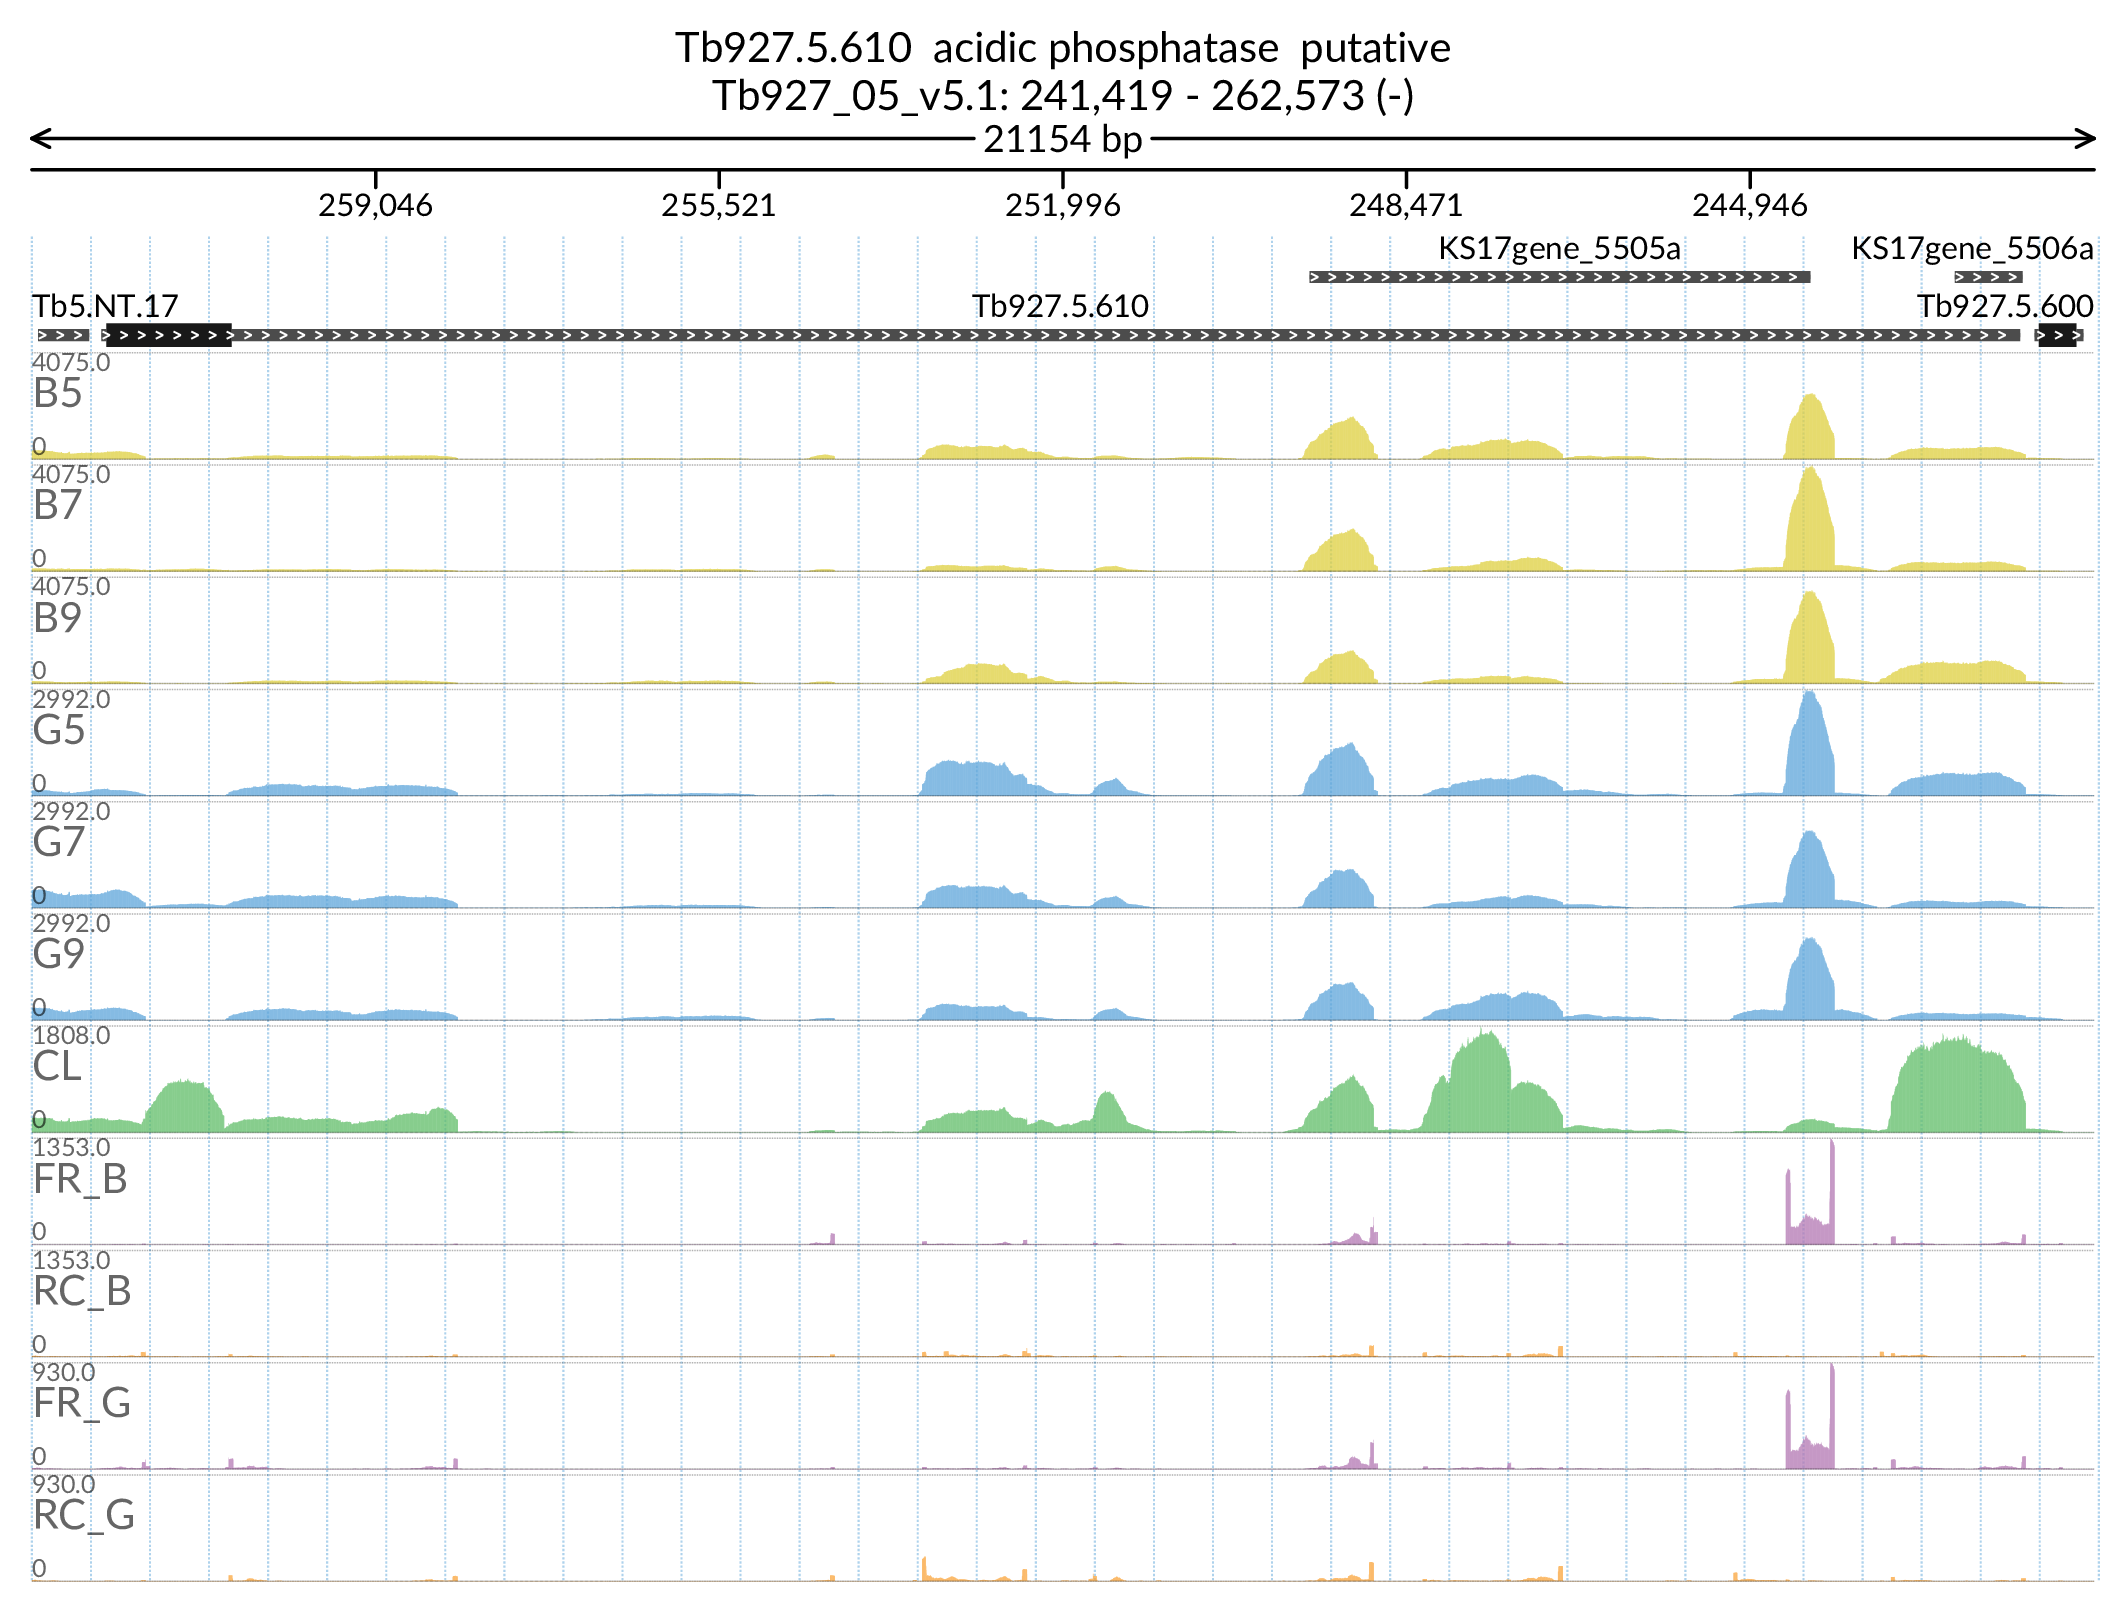 Tb927.5.610  acidic phosphatase  putative
Tb927_05_v5.1: 241,419 - 262,573 (-)
21154 bp
259,046 255,521 251,996 248,471 244,946
KS17gene_5505a KS17gene_5506a
Tb5.NT.17 Tb927.5.610 Tb927.5.600
4075.0
B5
0
4075.0
B7
0
4075.0
B9
0
2992.0
G5
0
2992.0
G7
0
2992.0
G9
0
1808.0
CL
0
1353.0
FR_B
0
1353.0
RC_B
0
930.0
FR_G
0
930.0
RC_G
0